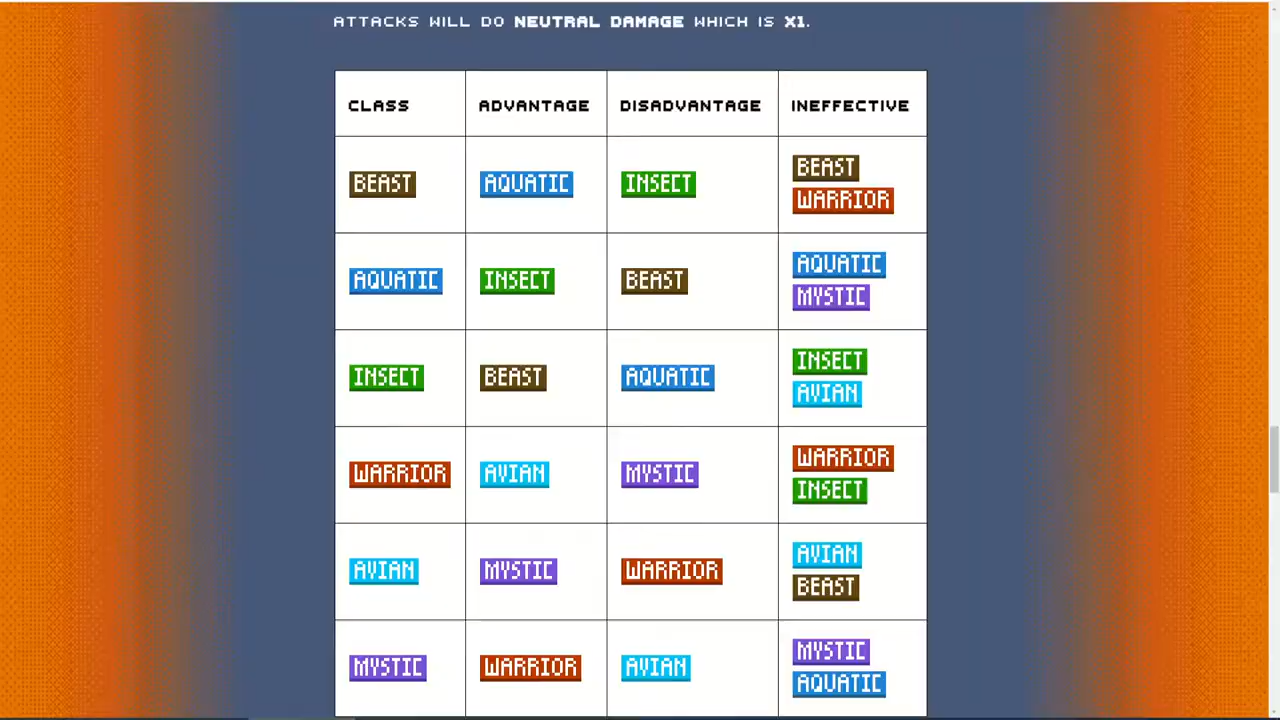 ATTACKS WILL DO NEUTRAL DAMAGE WHICH IS X1.
CLASS ADVANTAGE DISADVANTAGE INEFFECTIVE
BEAST AQUATIC INSECT BEAST
WARRIOR
AQUATIC INSECT BEAST AQUATIC
MYSTIC
INSECT BEAST AQUATIC INSECT
AVIAN
WARRIOR AVIAN MYSTIC WARRIOR
INSECT
AVIAN MYSTIC WARRIOR AVIAN
BEAST
MYSTIC WARRIOR AVIAN MYSTIC
AQUATIC